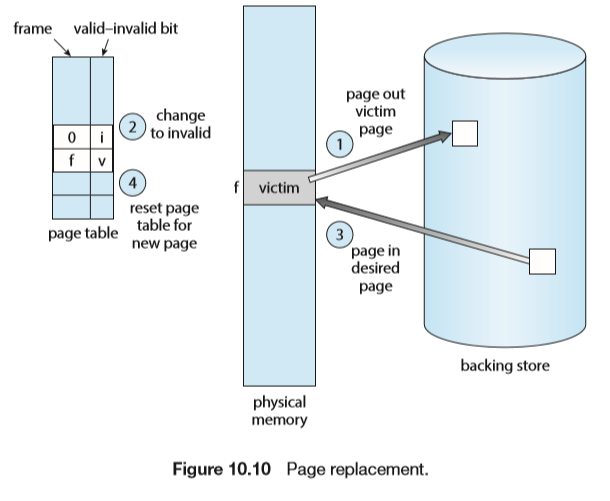 frame
valid–invalid bit
0 i
f v
2
change
to invalid
4
reset page
table for
new page
page table
f
victim
1
page out
victim
page
3
page in
desired
page
backing store
physical
memory
Figure 10.10 Page replacement.